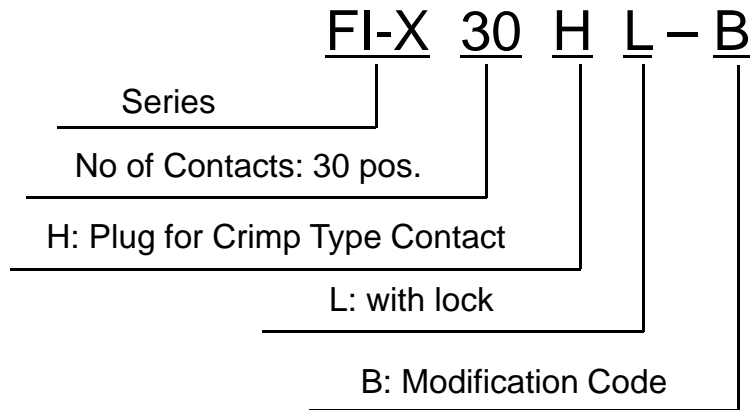 FI-X 30 H L – B
Series
No of Contacts: 30 pos.
H: Plug for Crimp Type Contact
L: with lock
B: Modification Code